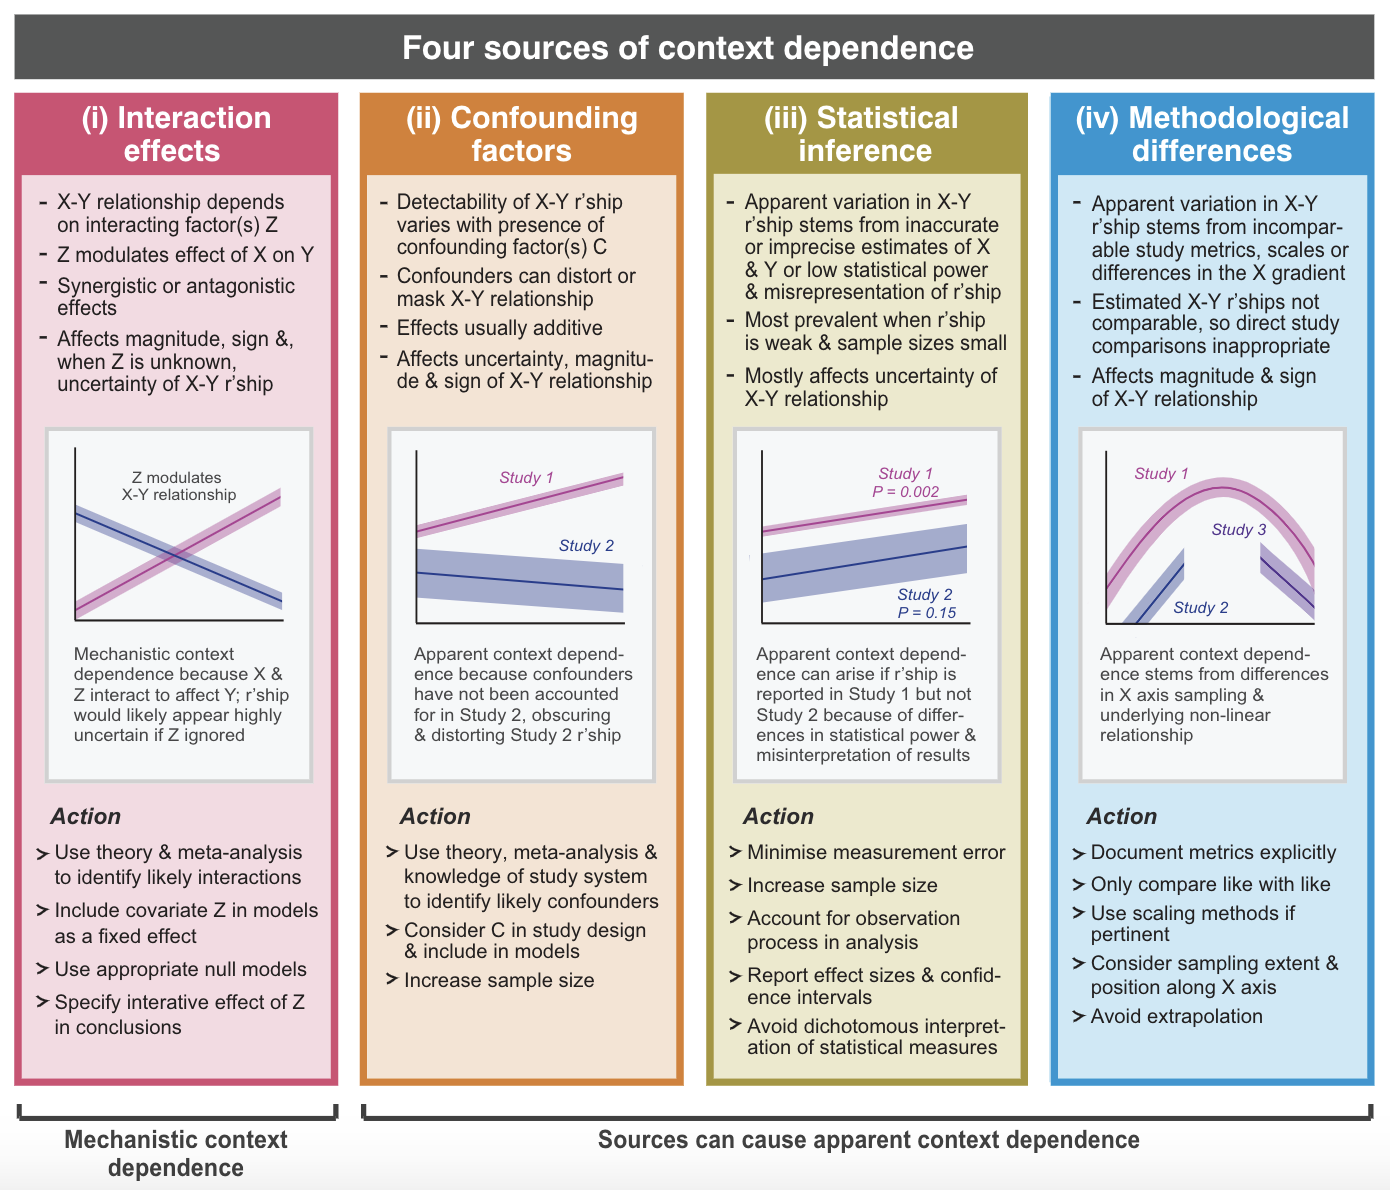 Four sources of context dependence
(i) Interaction
effects
- X-Y relationship depends
on interacting factor(s) Z
- Z modulates effect of X on Y
- Synergistic or antagonistic
effects
- Affects magnitude, sign &,
when Z is unknown,
uncertainty of X-Y r'ship
Z modulates
X-Y relationship
Mechanistic context
dependence because X &
Z interact to affect Y; r'ship
would likely appear highly
uncertain if Z ignored
Action
> Use theory & meta-analysis
to identify likely interactions
> Include covariate Z in models
as a fixed effect
> Use appropriate null models
> Specify interative effect of Z
in conclusions
(ii) Confounding
factors
- Detectability of X-Y r'ship
varies with presence of
confounding factor(s) C
- Confounders can distort or
mask X-Y relationship
- Effects usually additive
- Affects uncertainty, magnitu-
de & sign of X-Y relationship
Study 1
Study 2
Apparent context depend-
ence because confounders
have not been accounted
for in Study 2, obscuring
& distorting Study 2 r'ship
Action
> Use theory, meta-analysis &
knowledge of study system
to identify likely confounders
> Consider C in study design
& include in models
> Increase sample size
(iii) Statistical
inference
- Apparent variation in X-Y
r'ship stems from inaccurate
or imprecise estimates of X
& Y or low statistical power
& misrepresentation of r'ship
- Most prevalent when r'ship
is weak & sample sizes small
- Mostly affects uncertainty of
X-Y relationship
Study 1
P = 0.002
Study 2
P = 0.15
Apparent context depend-
ence can arise if r'ship is
reported in Study 1 but not
Study 2 because of differ-
ences in statistical power &
misinterpretation of results
Action
> Minimise measurement error
> Increase sample size
> Account for observation
process in analysis
> Report effect sizes & confid-
ence intervals
> Avoid dichotomous interpret-
ation of statistical measures
(iv) Methodological
differences
- Apparent variation in X-Y
r'ship stems from incompar-
able study metrics, scales or
differences in the X gradient
- Estimated X-Y r'ships not
comparable, so direct study
comparisons inappropriate
- Affects magnitude & sign
of X-Y relationship
Study 1
Study 3
Study 2
Apparent context depend-
ence stems from differences
in X axis sampling &
underlying non-linear
relationship
Action
> Document metrics explicitly
> Only compare like with like
> Use scaling methods if
pertinent
> Consider sampling extent &
position along X axis
> Avoid extrapolation
Mechanistic context
dependence
Sources can cause apparent context dependence